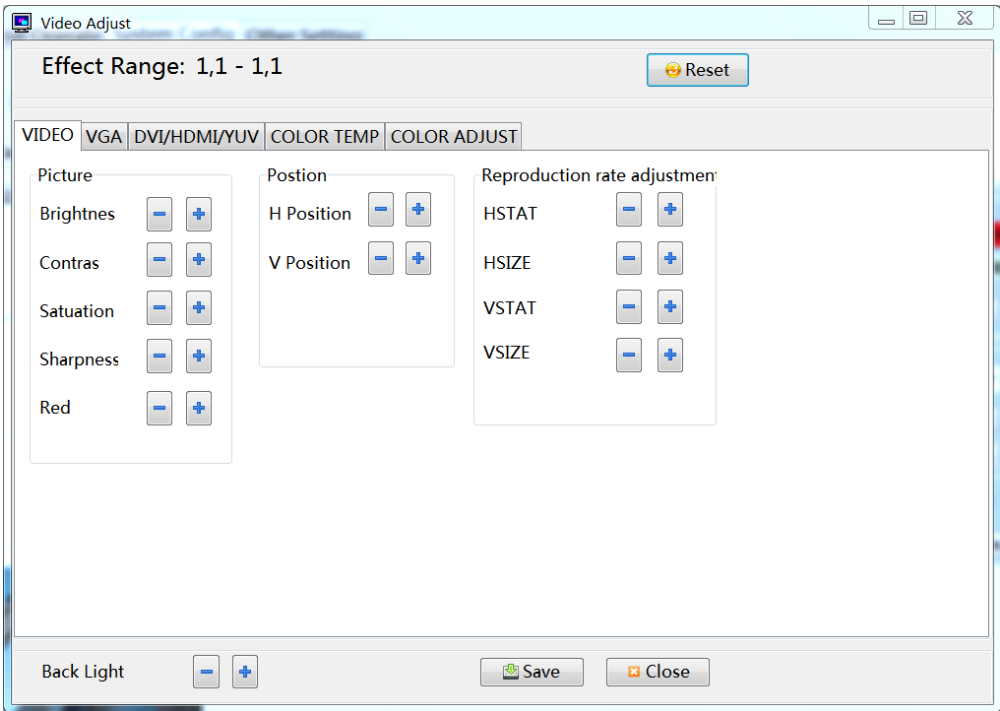 Video Adjust
Effect Range: 1,1 - 1,1
Reset
VIDEO VGA DVI/HDMI/YUV COLOR TEMP COLOR ADJUST
Picture
Brightnes
Contras
Satuation
Sharpness
Red
Postion
H Position
V Position
Reproduction rate adjustmen
HSTAT
HSIZE
VSTAT
VSIZE
Back Light
Save
Close